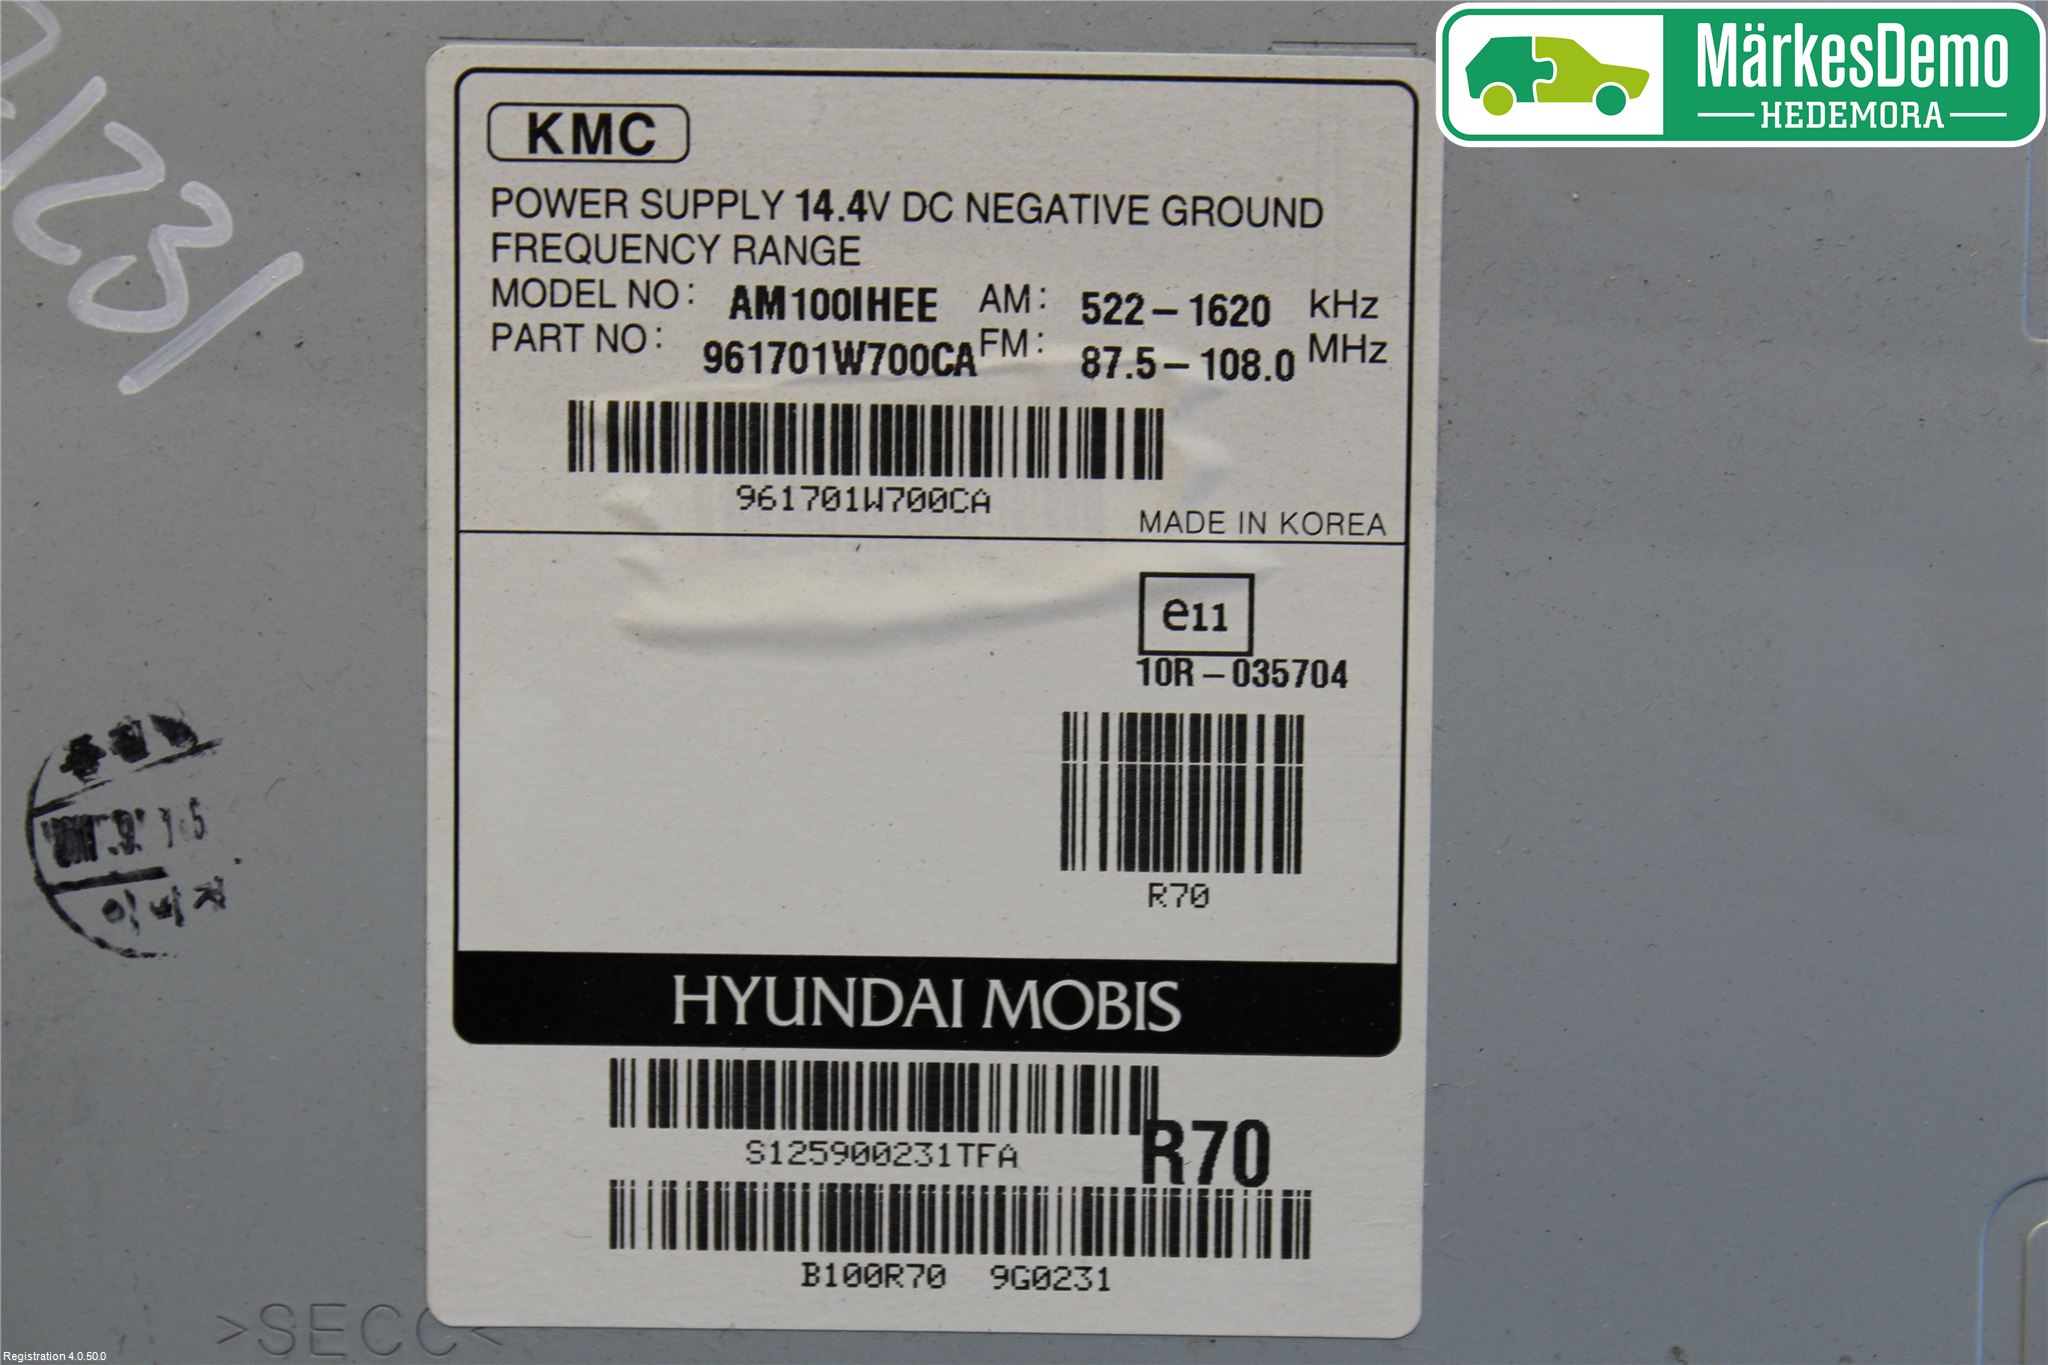 MärkesDemo
HEDEMORA
231
KMC
POWER SUPPLY 14.4V DC NEGATIVE GROUND
FREQUENCY RANGE
MODEL NO: AM100IHEE AM: 522-1620 kHz
PART NO: 961701W700CA FM: 87.5-108.0 MHz
961701W700CA
MADE IN KOREA
e11
10R-035704
R70
HYUNDAI MOBIS
S125900231TFA
R70
B100R70 9G0231
>SECC<
Registration 4.0.50.0